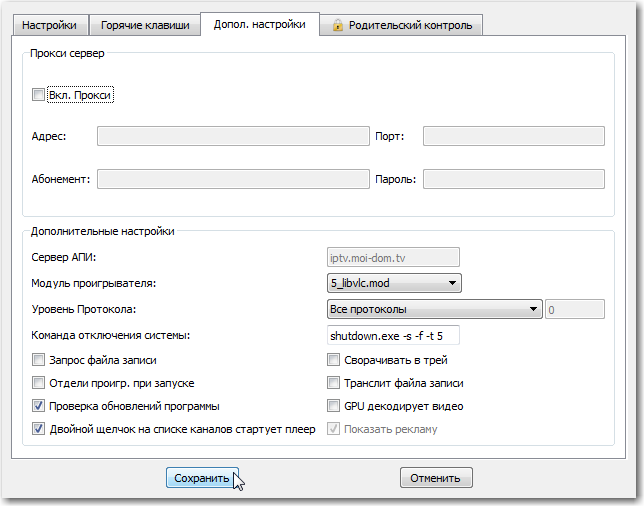 Настройки Горячие клавиши Допол. настройки Родительский контроль
Прокси сервер
Вкл. Прокси
Адрес: Порт:
Абонемент: Пароль:
Дополнительные настройки
Сервер АПИ: iptv.moi-dom.tv
Модуль проигрывателя: 5_libvlc.mod
Уровень Протокола: Все протоколы 0
Команда отключения системы: shutdown.exe -s -f -t 5
Запрос файла записи Сворачивать в трей
Отдели проигр. при запуске Транслит файла записи
Проверка обновлений программы GPU декодирует видео
Двойной щелчок на списке каналов стартует плеер Показать рекламу
Сохранить Отменить